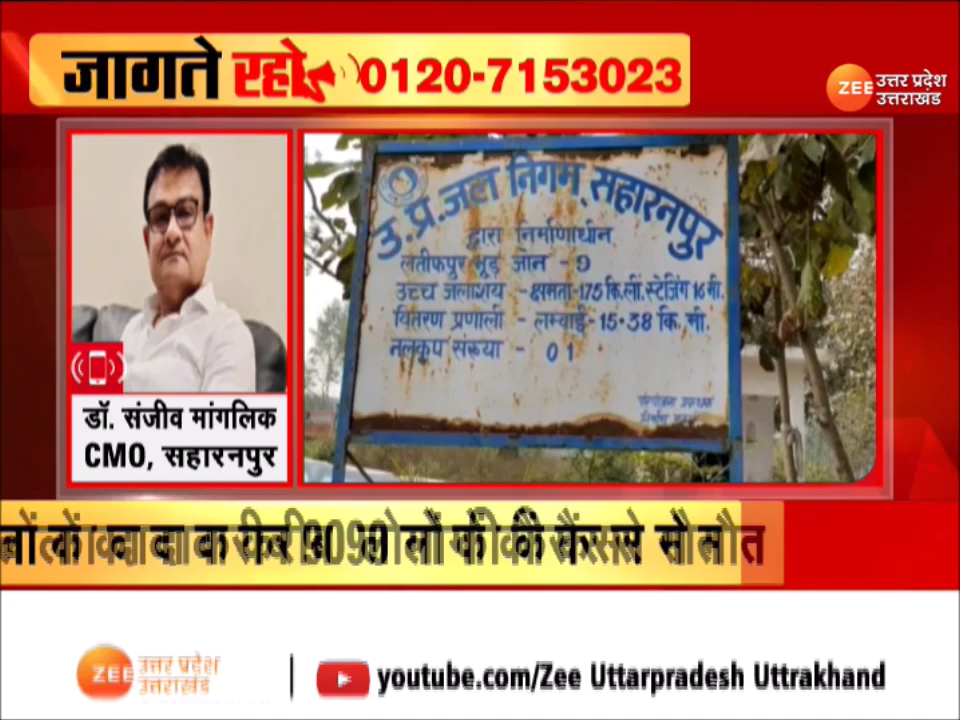 जागते रहो 0120-7153023
ZEE उत्तर प्रदेश
उत्तराखंड
उ.प्र. जल निगम, सहारनपुर
द्वारा निर्माणाधीन
लतीफपुर भूड़ जोन - 9
उच्च जलाशय - क्षमता-175 कि.ली. स्टेजिंग 16 मी.
वितरण प्रणाली - लम्बाई-15.38 कि. मी.
नलकूप संख्या - 01
डॉ. संजीव मांगलिक
CMO, सहारनपुर
ZEE उत्तर प्रदेश
उत्तराखंड
youtube.com/Zee Uttarpradesh Uttrakhand